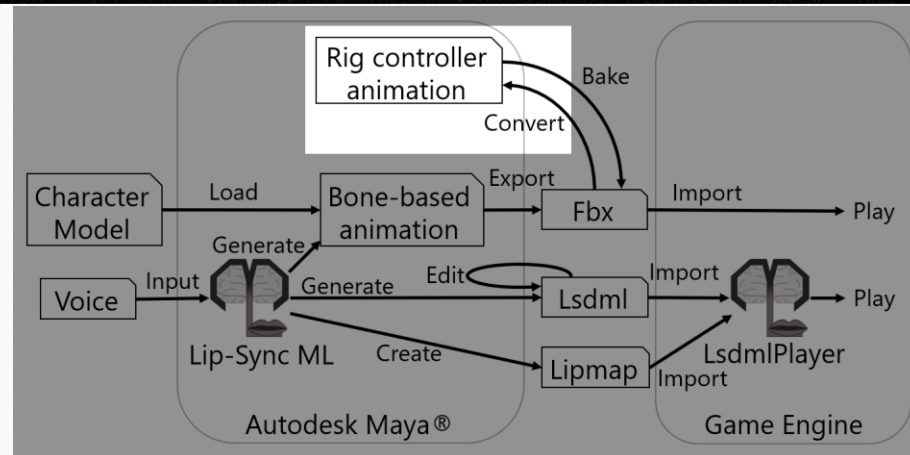 Rig controller
animation
Bake
Convert
Character
Model
Load
Bone-based
animation
Export
Fbx
Import
Play
Generate
Voice
Input
Lip-Sync ML
Generate
Edit
Lsdml
Import
LsdmlPlayer
Play
Create
Lipmap
Import
Autodesk Maya®
Game Engine